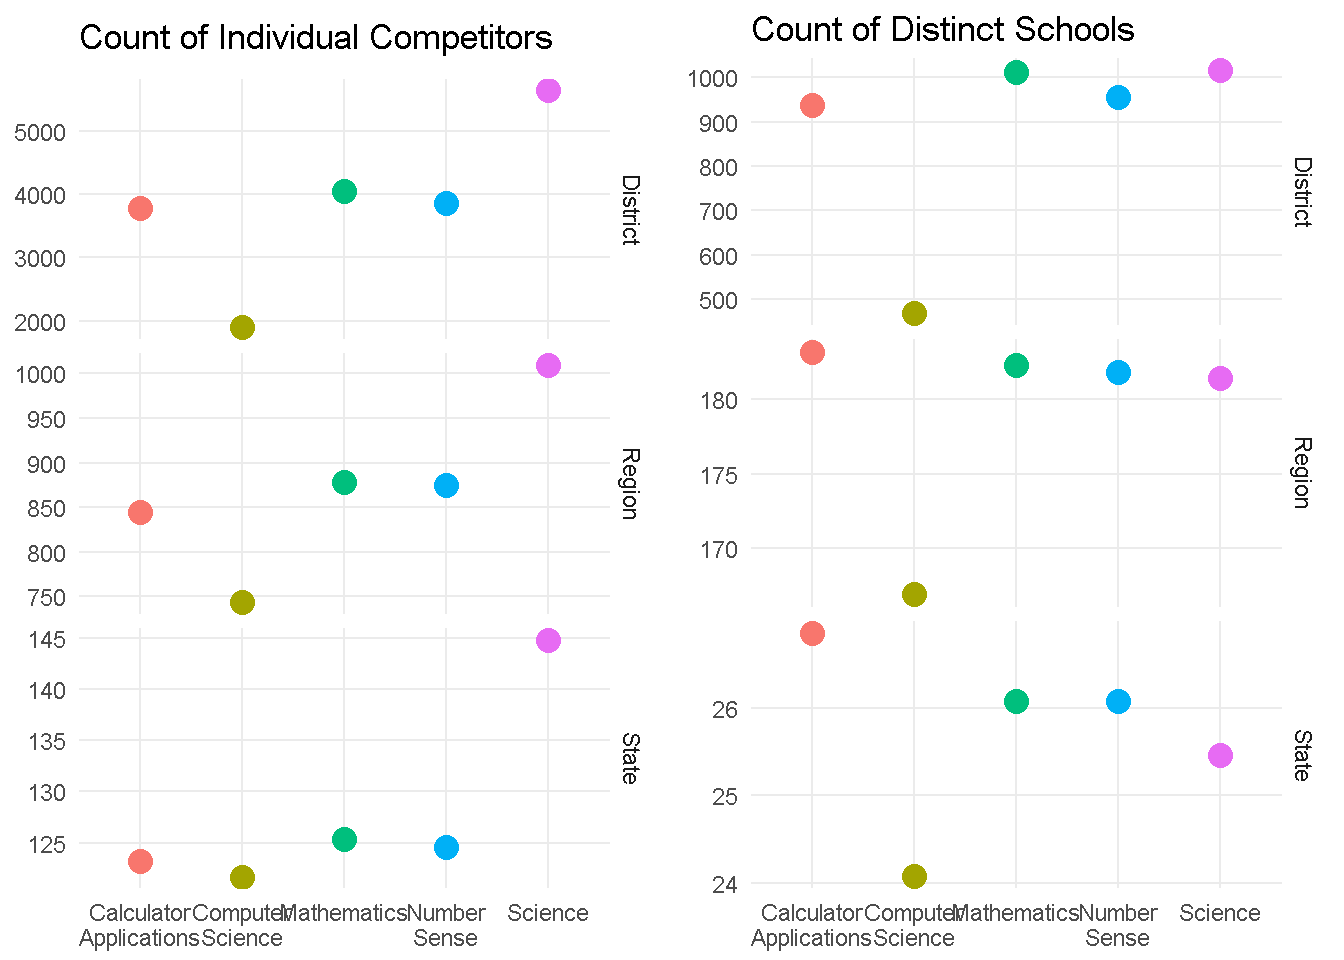 Count of Individual Competitors
5000
4000
3000
2000
District
1000
950
900
850
800
750
Region
145
140
135
130
125
State
Calculator Computer Mathematics Number Science
Applications Science Sense
Count of Distinct Schools
1000
900
800
700
600
500
District
180
175
170
Region
26
25
24
State
Calculator Computer Mathematics Number Science
Applications Science Sense